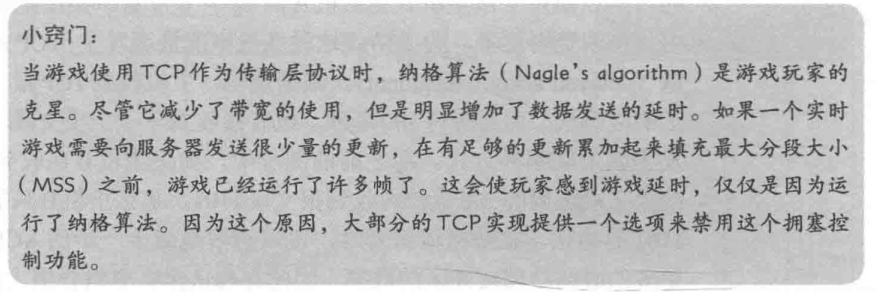 小窍门：
当游戏使用TCP作为传输层协议时，纳格算法（Nagle's algorithm）是游戏玩家的
克星。尽管它减少了带宽的使用，但是明显增加了数据发送的延时。如果一个实时
游戏需要向服务器发送很少量的更新，在有足够的更新累加起来填充最大分段大小
（MSS）之前，游戏已经运行了许多帧了。这会使玩家感到游戏延时，仅仅是因为运
行了纳格算法。因为这个原因，大部分的TCP实现提供一个选项来禁用这个拥塞控
制功能。